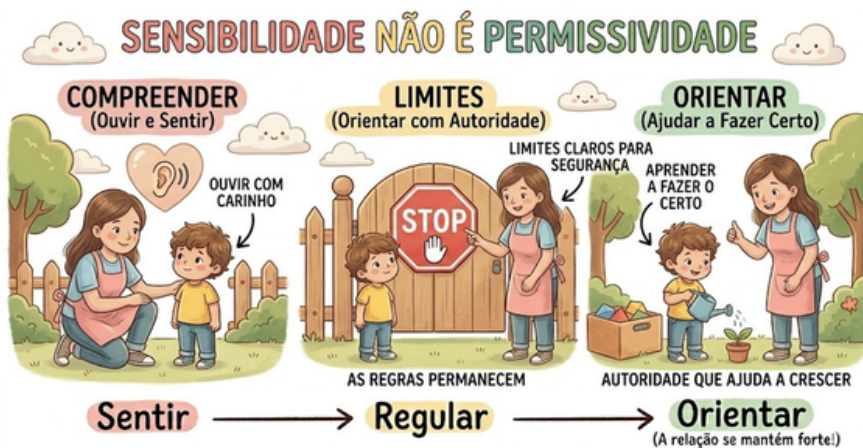 SENSIBILIDADE NÃO É PERMISSIVIDADE
COMPREENDER
(Ouvir e Sentir)
OUVIR COM
CARINHO
LIMITES
(Orientar com Autoridade)
LIMITES CLAROS PARA
SEGURANÇA
STOP
AS REGRAS PERMANECEM
ORIENTAR
(Ajudar a Fazer Certo)
APRENDER
A FAZER O
CERTO
AUTORIDADE QUE AJUDA A CRESCER
Sentir
Regular
Orientar
(A relação se mantém forte!)